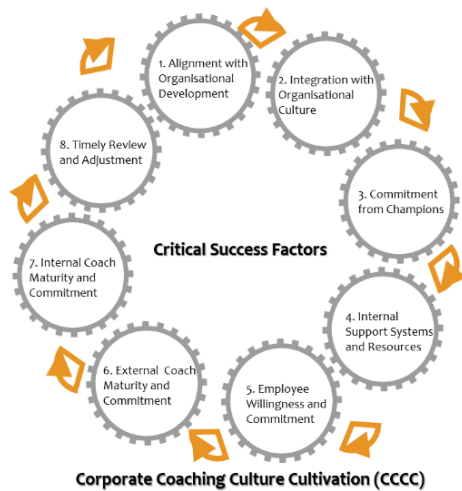 1. Alignment with
Organisational
Development
2. Integration with
Organisational
Culture
3. Commitment
from Champions
4. Internal
Support Systems
and Resources
5. Employee
Willingness and
Commitment
6. External Coach
Maturity and
Commitment
7. Internal Coach
Maturity and
Commitment
8. Timely Review
and Adjustment
Critical Success Factors
Corporate Coaching Culture Cultivation (CCCC)